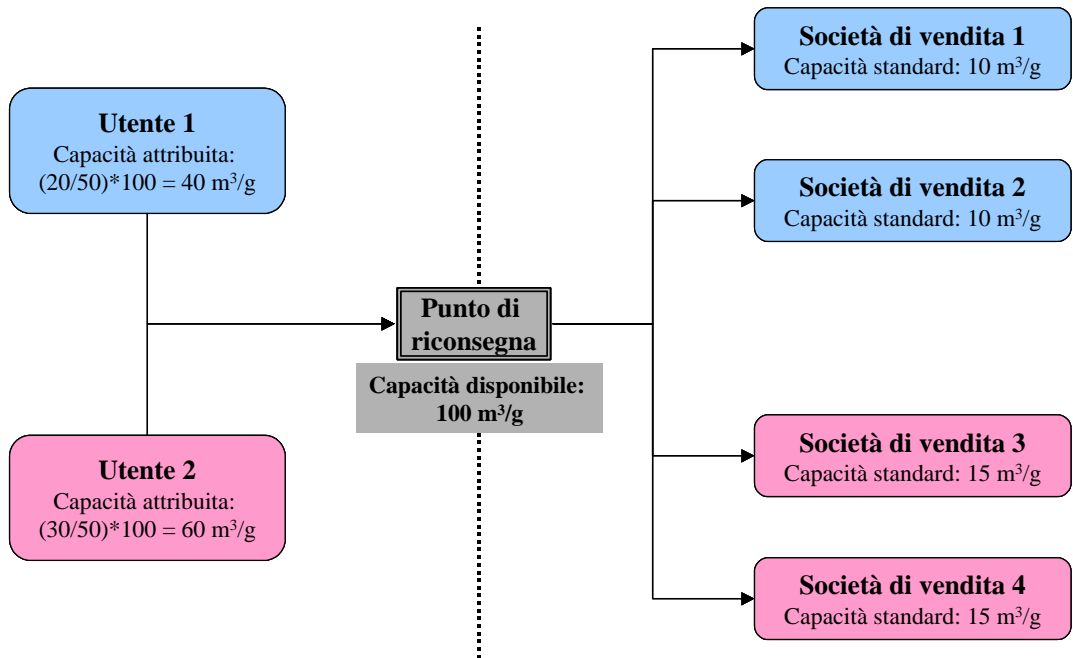 Utente 1
Capacità attribuita:
(20/50)*100 = 40 m³/g
Utente 2
Capacità attribuita:
(30/50)*100 = 60 m³/g
Punto di
riconsegna
Capacità disponibile:
100 m³/g
Società di vendita 1
Capacità standard: 10 m³/g
Società di vendita 2
Capacità standard: 10 m³/g
Società di vendita 3
Capacità standard: 15 m³/g
Società di vendita 4
Capacità standard: 15 m³/g